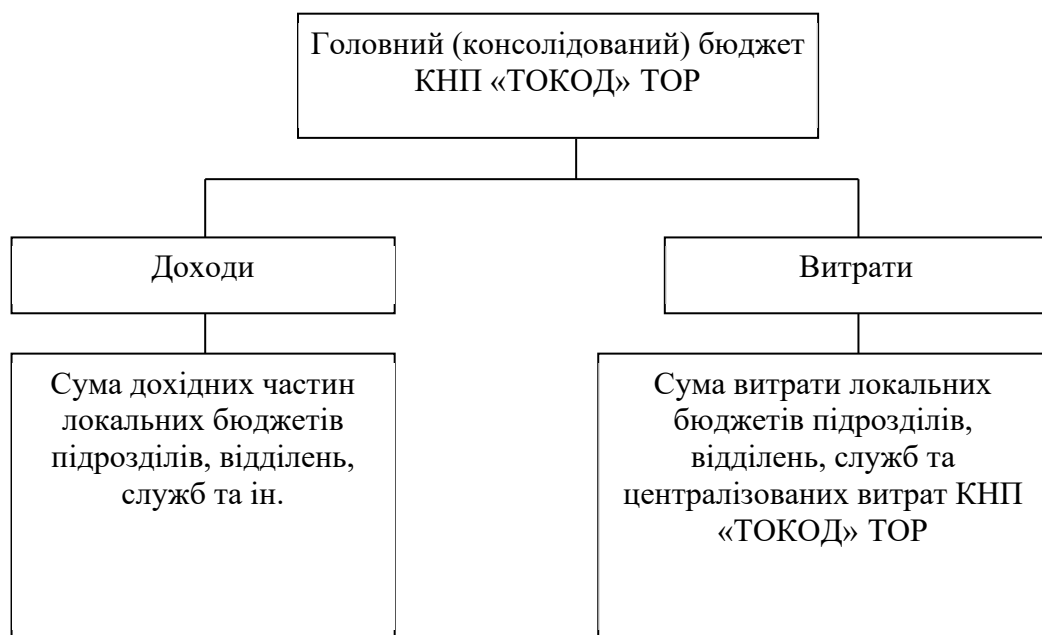 Головний (консолідований) бюджет
КНП «ТОКОД» ТОР
Доходи
Витрати
Сума дохідних частин
локальних бюджетів
підрозділів, відділень,
служб та ін.
Сума витрати локальних
бюджетів підрозділів,
відділень, служб та
централізованих витрат КНП
«ТОКОД» ТОР